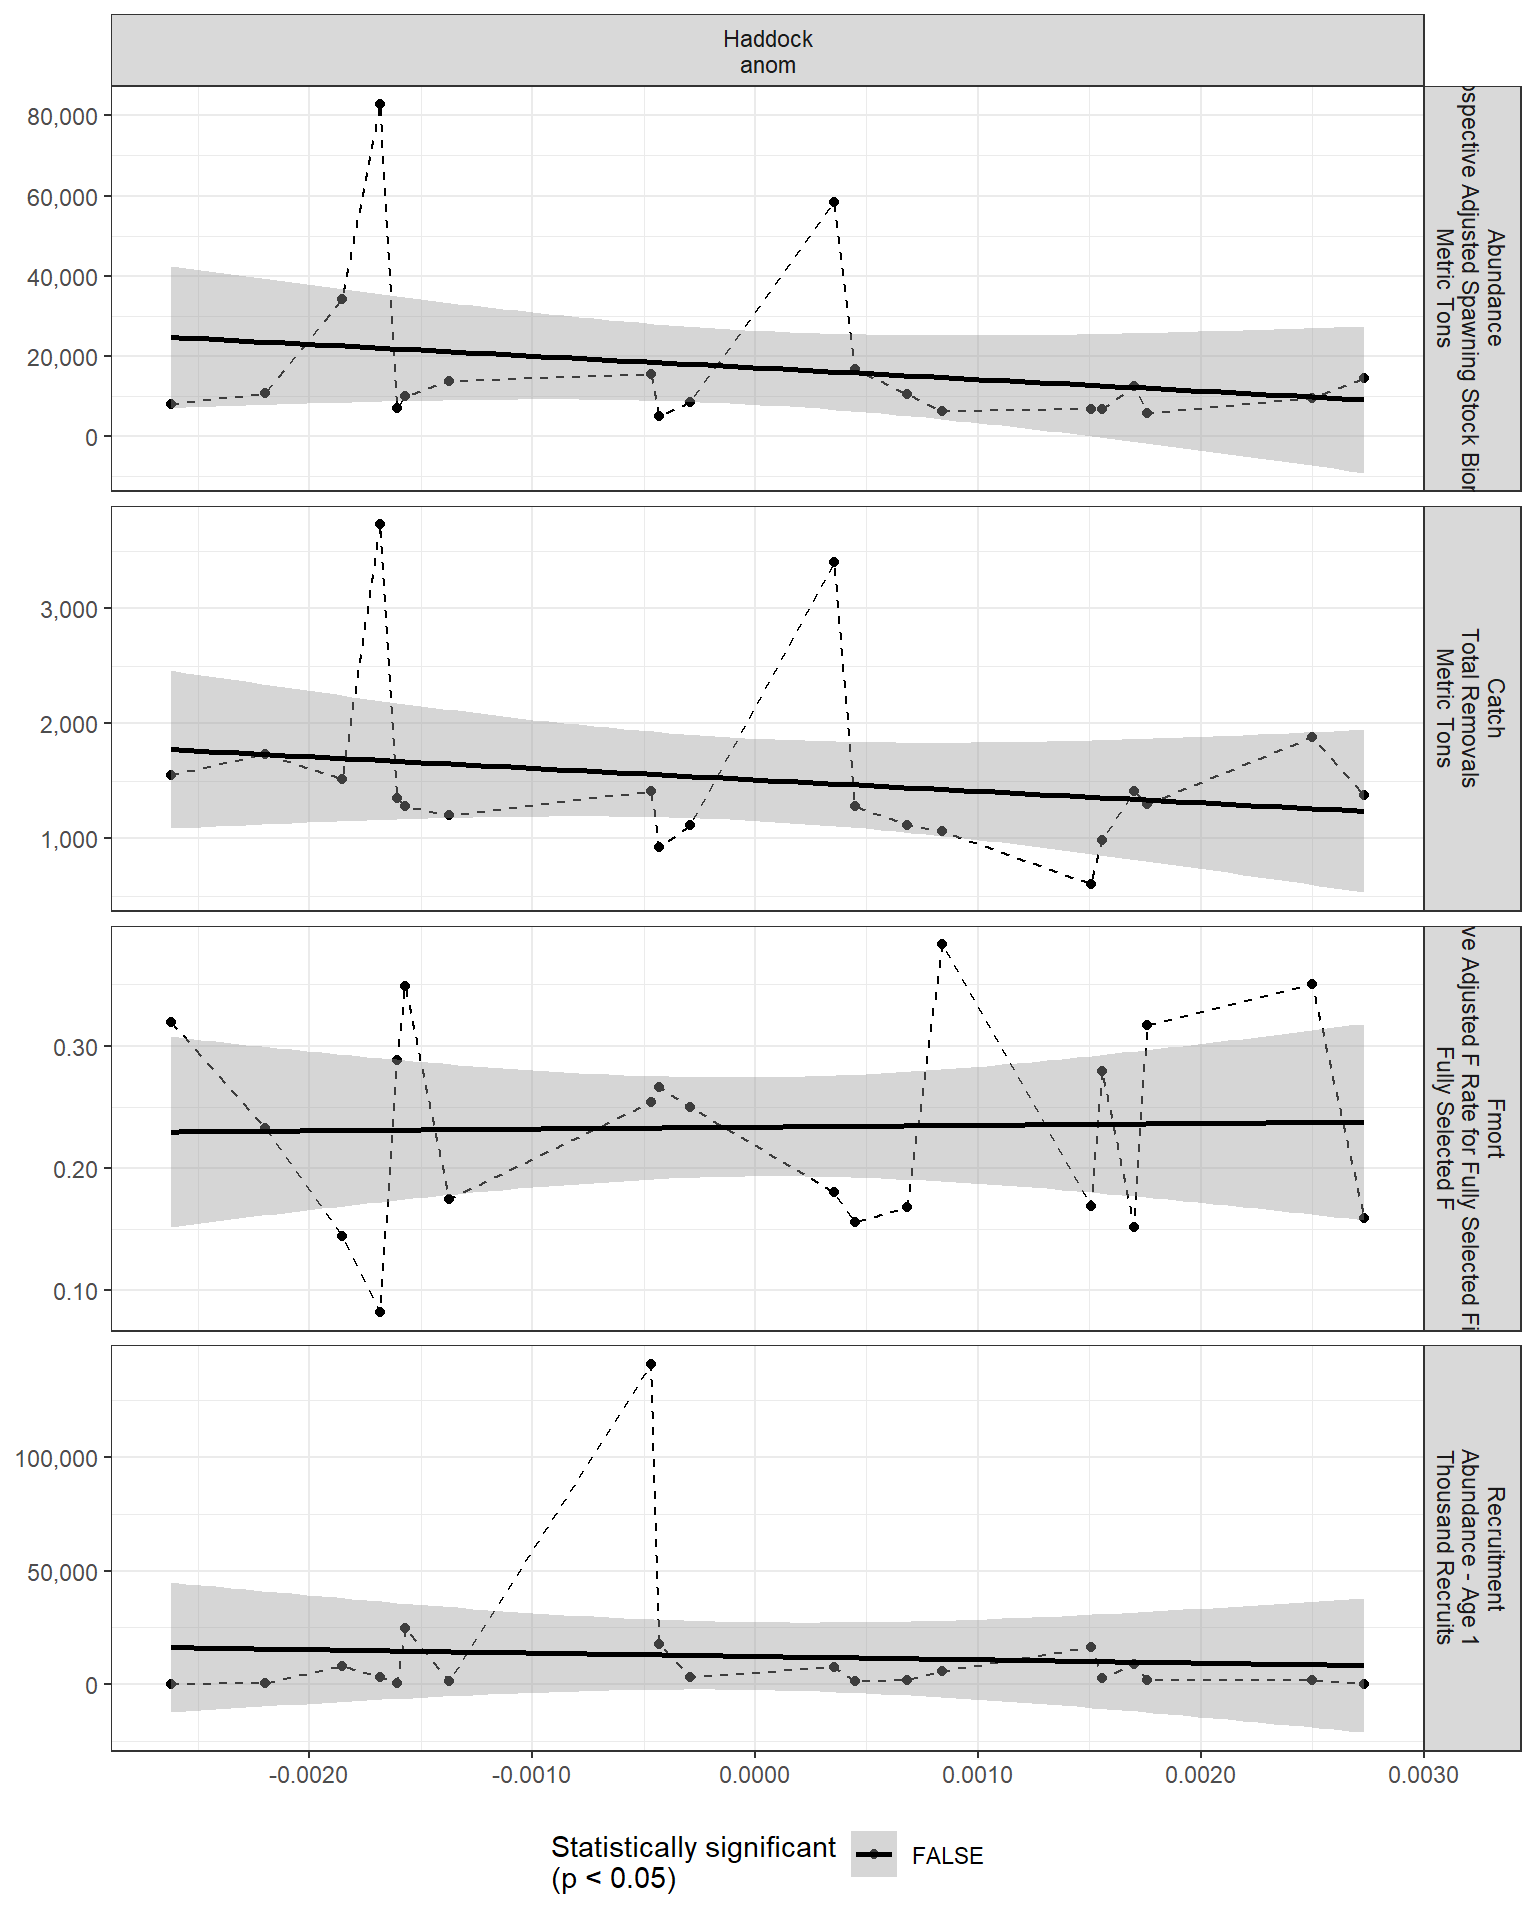 Haddock
anom
80,000
60,000
40,000
20,000
0
Abundance
Adjusted Spawning Stock
Metric Tons
3,000
2,000
1,000
Catch
Total Removals
Metric Tons
0.30
0.20
0.10
Fmort
Adjusted F Rate for Fully Selected
Fully Selected F
100,000
50,000
0
Recruitment
Abundance - Age 1
Thousand Recruits
-0.0020
-0.0010
0.0000
0.0010
0.0020
0.0030
Statistically significant
(p < 0.05)
FALSE